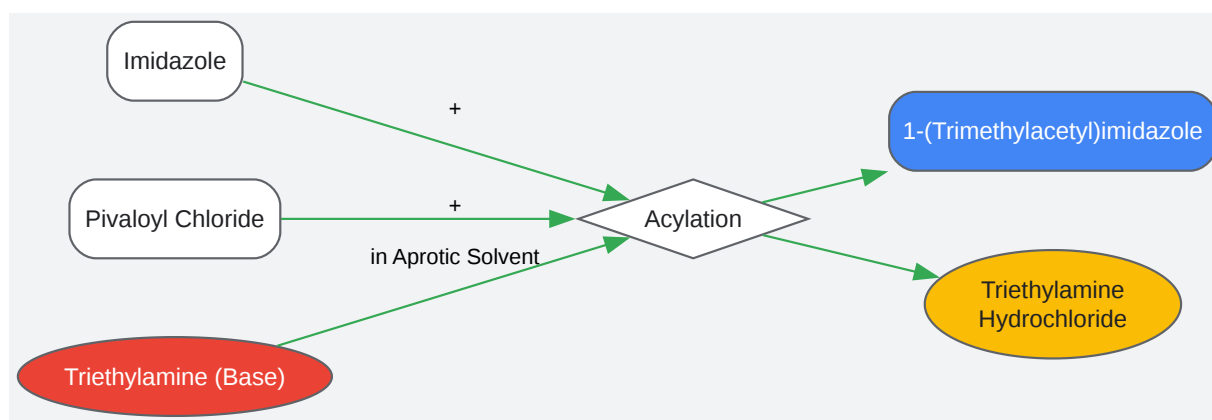 Imidazole
+
1-(Trimethylacetyl)imidazole
Pivaloyl Chloride
+
Acylation
in Aprotic Solvent
Triethylamine
Hydrochloride
Triethylamine (Base)